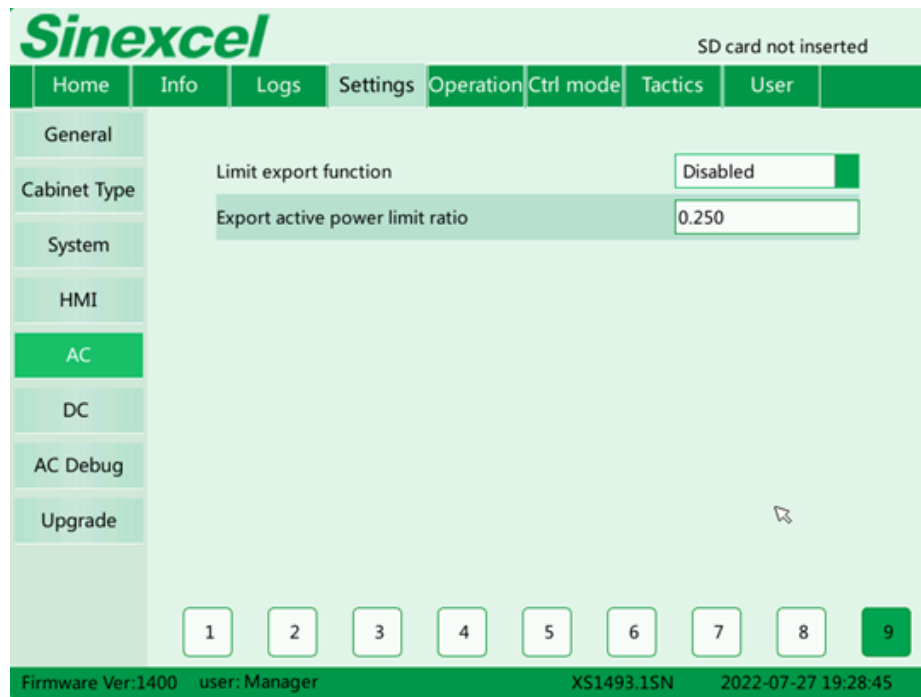 Sinexcel
SD card not inserted
Home Info Logs Settings Operation Ctrl mode Tactics User
General
Cabinet Type
System
HMI
AC
DC
AC Debug
Upgrade
Limit export function Disabled
Export active power limit ratio 0.250
1 2 3 4 5 6 7 8 9
Firmware Ver:1400 user: Manager XS1493.1SN 2022-07-27 19:28:45